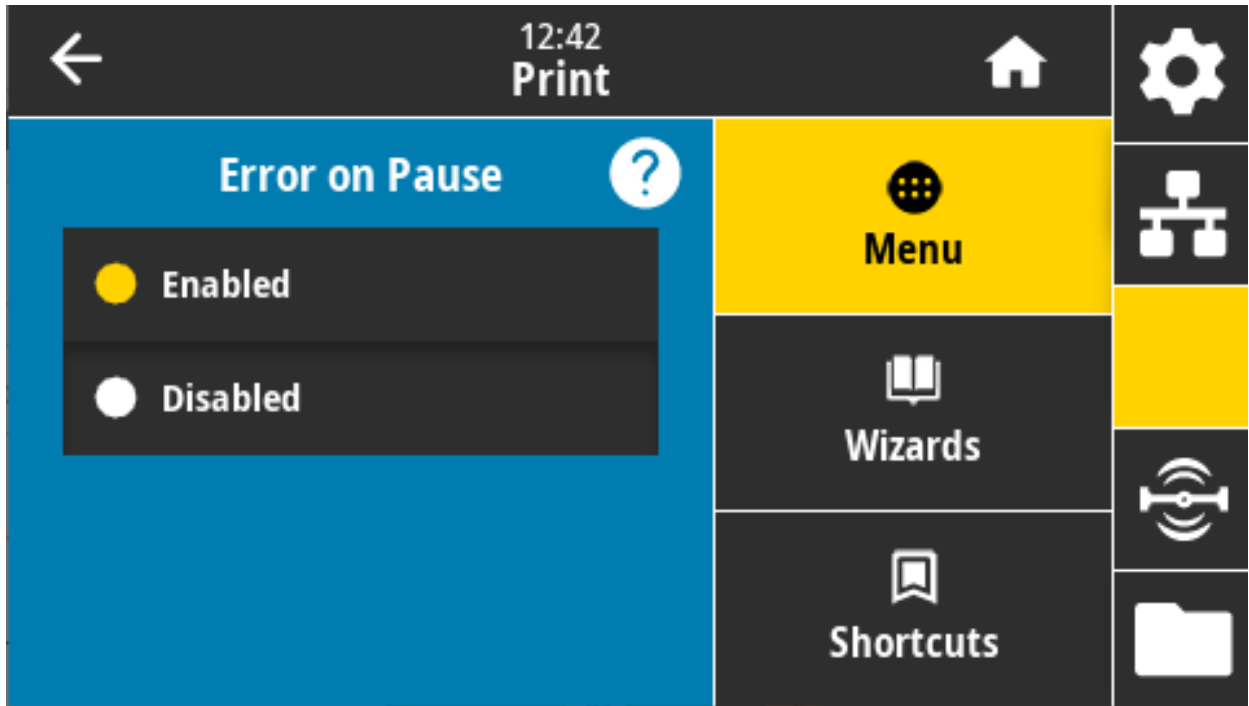 12:42
Print
Error on Pause
?
Enabled
Disabled
Menu
Wizards
Shortcuts